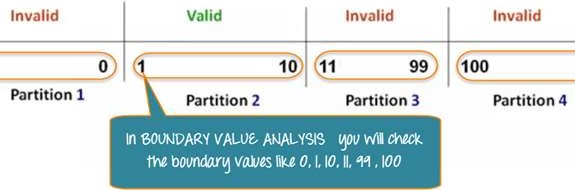 Invalid Valid Invalid Invalid
0 1 10 11 99 100
Partition 1 Partition 2 Partition 3 Partition 4
In BOUNDARY VALUE ANALYSIS you will check
the boundary values like 0, 1, 10, 11, 99, 100